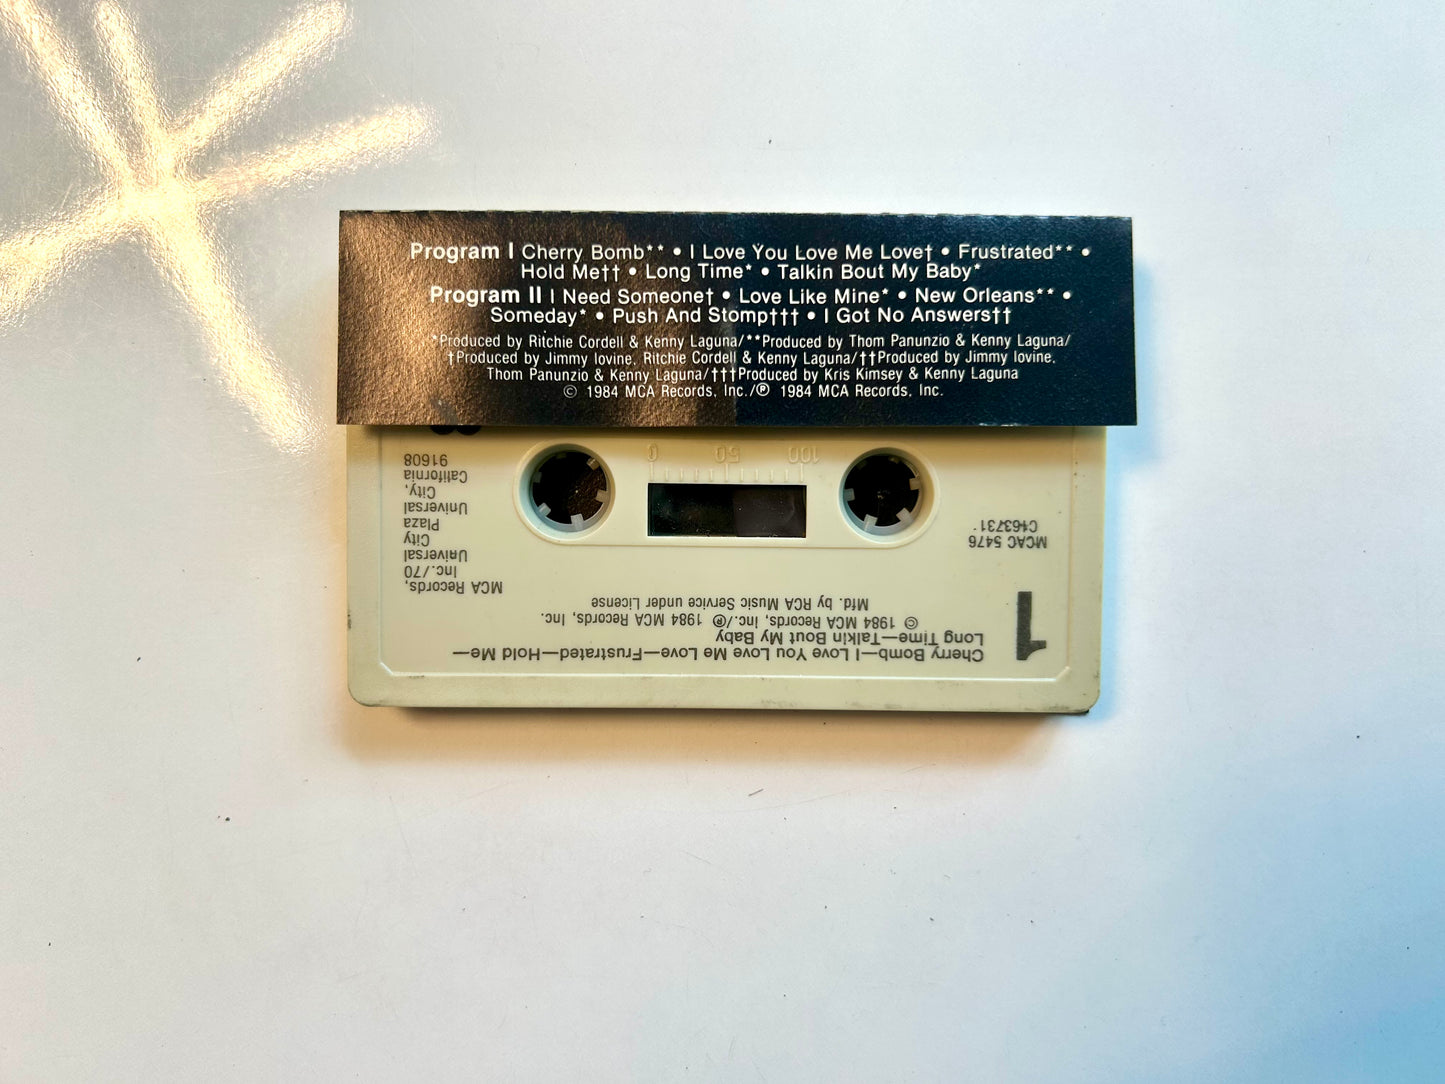 Program I Cherry Bomb** • I Love You Love Me Love† • Frustrated** •
Hold Me†† • Long Time* • Talkin Bout My Baby*
Program II I Need Someone† • Love Like Mine* • New Orleans** •
Someday* • Push And Stomp††† • I Got No Answers††
*Produced by Ritchie Cordell & Kenny Laguna/**Produced by Thom Panunzio & Kenny Laguna/
†Produced by Jimmy Iovine, Ritchie Cordell & Kenny Laguna/††Produced by Jimmy Iovine,
Thom Panunzio & Kenny Laguna/†††Produced by Kris Kimsey & Kenny Laguna
© 1984 MCA Records, Inc./℗ 1984 MCA Records, Inc.
1
Cherry Bomb—I Love You Love Me Love—Frustrated—Hold Me—
Long Time—Talkin Bout My Baby
© 1984 MCA Records, Inc./℗ 1984 MCA Records, Inc.
Mfd. by RCA Music Service under License
MCAC 5476
C163731
MCA Records,
Inc./70
Universal
City
Plaza
Universal
City,
California
91608
100 50 0